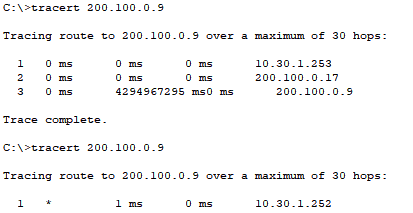 C:\>tracert 200.100.0.9
Tracing route to 200.100.0.9 over a maximum of 30 hops:
1 0 ms 0 ms 0 ms 10.30.1.253
2 0 ms 0 ms 0 ms 200.100.0.17
3 0 ms 4294967295 ms0 ms 200.100.0.9
Trace complete.
C:\>tracert 200.100.0.9
Tracing route to 200.100.0.9 over a maximum of 30 hops:
1 * 1 ms 0 ms 10.30.1.252